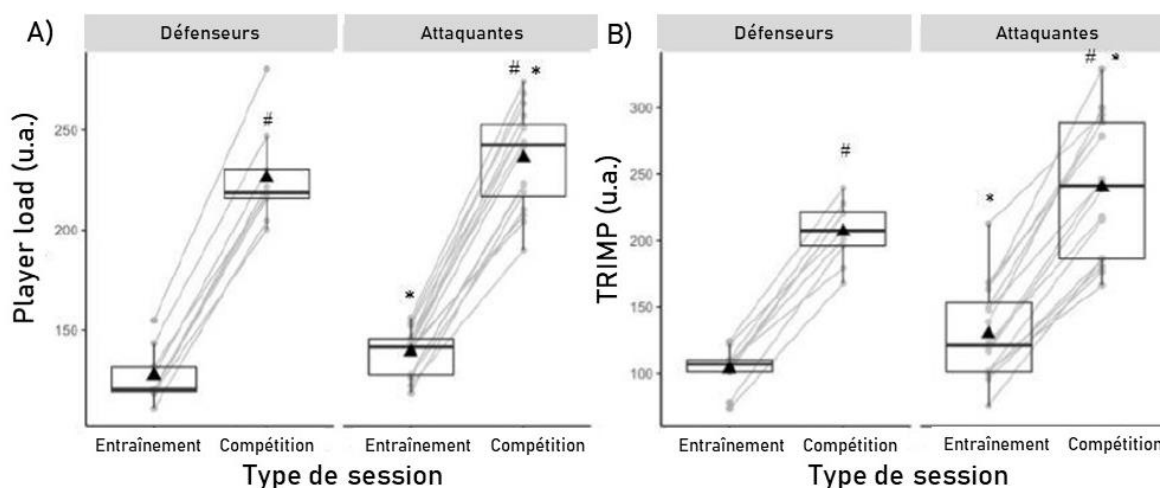 A)
Défenseurs
Attaquantes
Player load (u.a.)
250
200
150
#
# *
*
Entraînement Compétition
Entraînement Compétition
Type de session
B)
Défenseurs
Attaquantes
TRIMP (u.a.)
300
250
200
150
100
#
# *
*
Entraînement Compétition
Entraînement Compétition
Type de session